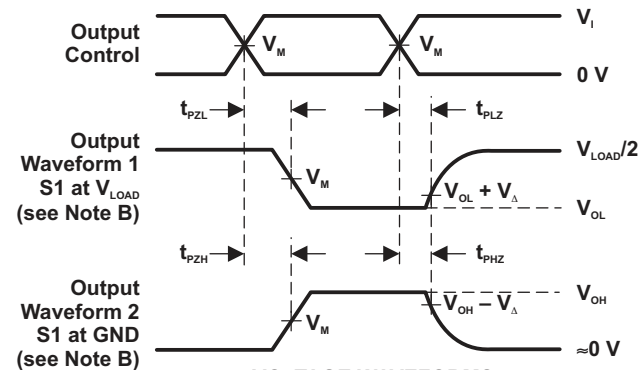 Output
Control
V_M
V_M
V_I
0 V
t_PZL
t_PLZ
Output
Waveform 1
S1 at V_LOAD
(see Note B)
V_M
V_OL + V_Δ
V_LOAD/2
V_OL
t_PZH
t_PHZ
Output
Waveform 2
S1 at GND
(see Note B)
V_M
V_OH – V_Δ
V_OH
≈0 V